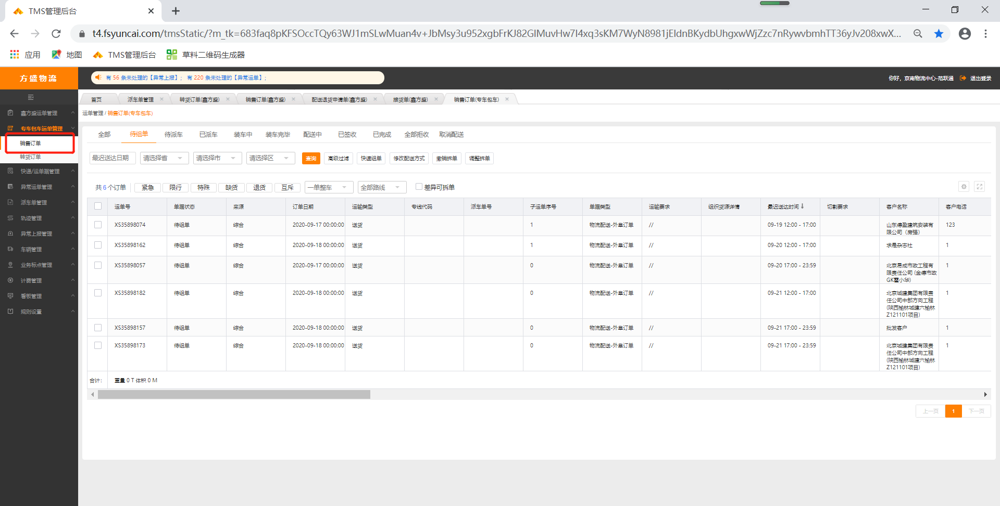 TMS管理后台
t4.fsyuncai.com/tmsStatic/?m_tk=683faq8pKFSOccTQy63WJ1mSLwMuan4v+JbMsy3u952xgbFrKJ82GlMuvHw7I4xq3sKM7WyN8981jEIdnBKydbUhgxwWjZzc7nRywvbmhTT36yJv208xwX...
应用 地图 TMS管理后台 草料二维码生成器
方盛物流
有 56 条未处理的【异常上报】； 有 220 条未处理的【异常运单】；
你好，京南物流中心-范跃通 退出登录
首页 派车单管理 转货订单(鑫方盛) 销售订单(鑫方盛) 配送退货申请单(鑫方盛) 接货单(鑫方盛) 销售订单(专车包车)
运单管理 / 销售订单(专车包车)
鑫方盛运单管理
专车包车运单管理
销售订单
转货订单
快递/运单据管理
异常运单管理
派车单管理
轨迹管理
异常上报管理
车辆管理
业务标点管理
计费管理
看板管理
规则设置
全部 待组单 待派车 已派车 装车中 装车完毕 配送中 已签收 已完成 全部拒收 取消配送
最迟送达日期 请选择省 请选择市 请选择区 查询 高级过滤 快速组单 修改配送方式 撤销拆单 调整拆单
共 6 个订单 紧急 限行 特殊 缺货 退货 互斥 一单整车 全部路线 差异可拆单
运单号 单据状态 来源 订单日期 运输类型 专线代码 派车单号 子运单序号 单据类型 运输要求 组织货源详情 最迟送达时间 切割要求 客户名称 客户电话
XS35898074 待组单 综合 2020-09-17 00:00:00 送货 1 物流配送-外阜订单 // 09-19 12:00 - 17:00 山东德盈建筑安装有 123
限公司（房强）
XS35898162 待组单 综合 2020-09-18 00:00:00 送货 1 物流配送-外阜订单 // 09-20 12:00 - 17:00 求是杂志社 1
XS35898057 待组单 综合 2020-09-17 00:00:00 送货 0 物流配送-外阜订单 // 09-20 17:00 - 23:59 北京易成市政工程有 1
限责任公司 (金德市政
GK霍小华)
XS35898182 待组单 综合 2020-09-18 00:00:00 送货 0 物流配送-外阜订单 // 09-21 12:00 - 17:00 北京城建集团有限责 1
任公司中部方向工程
(陕西榆林城建六榆林
Z121101项目)
XS35898157 待组单 综合 2020-09-18 00:00:00 送货 0 物流配送-外阜订单 // 09-21 17:00 - 23:59 批发客户 1
XS35898173 待组单 综合 2020-09-18 00:00:00 送货 0 物流配送-外阜订单 // 09-21 17:00 - 23:59 北京城建集团有限责 1
任公司中部方向工程
(陕西榆林城建六榆林
Z121101项目)
合计： 重量 0 T 体积 0 M
上一页 1 下一页